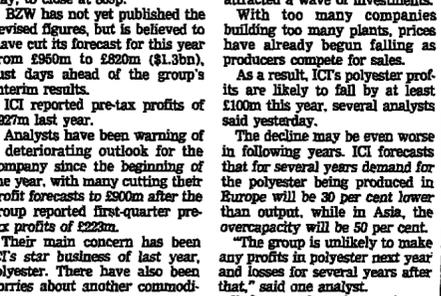 to close at
BZW has not yet published the
revised figures, but is believed to
have cut its forecast for this year
from £950m to £820m ($1.3bn),
just days ahead of the group's
interim results.
ICI reported pre-tax profits of
£927m last year.
Analysts have been warning of
deteriorating outlook for the
company since the beginning of
the year, with many cutting their
profit forecasts to £900m after the
group reported first-quarter pre-
tax profits of £223m.
Their main concern has been
ICI's star business of last year,
polyester. There have also been
worries about another commodi-
attracted a wave of investments.
With too many companies
building too many plants, prices
have already begun falling as
producers compete for sales.
As a result, ICI's polyester prof-
its are likely to fall by at least
£100m this year, several analysts
said yesterday.
The decline may be even worse
in following years. ICI forecasts
that for several years demand for
the polyester being produced in
Europe will be 30 per cent lower
than output, while in Asia, the
overcapacity will be 50 per cent.
"The group is unlikely to make
any profits in polyester next year
and losses for several years after
that," said one analyst.